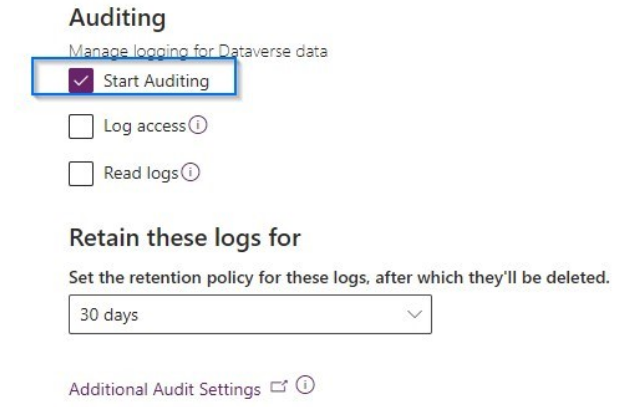 Auditing
Manage logging for Dataverse data
Start Auditing
Log access
Read logs
Retain these logs for
Set the retention policy for these logs, after which they'll be deleted.
30 days
Additional Audit Settings